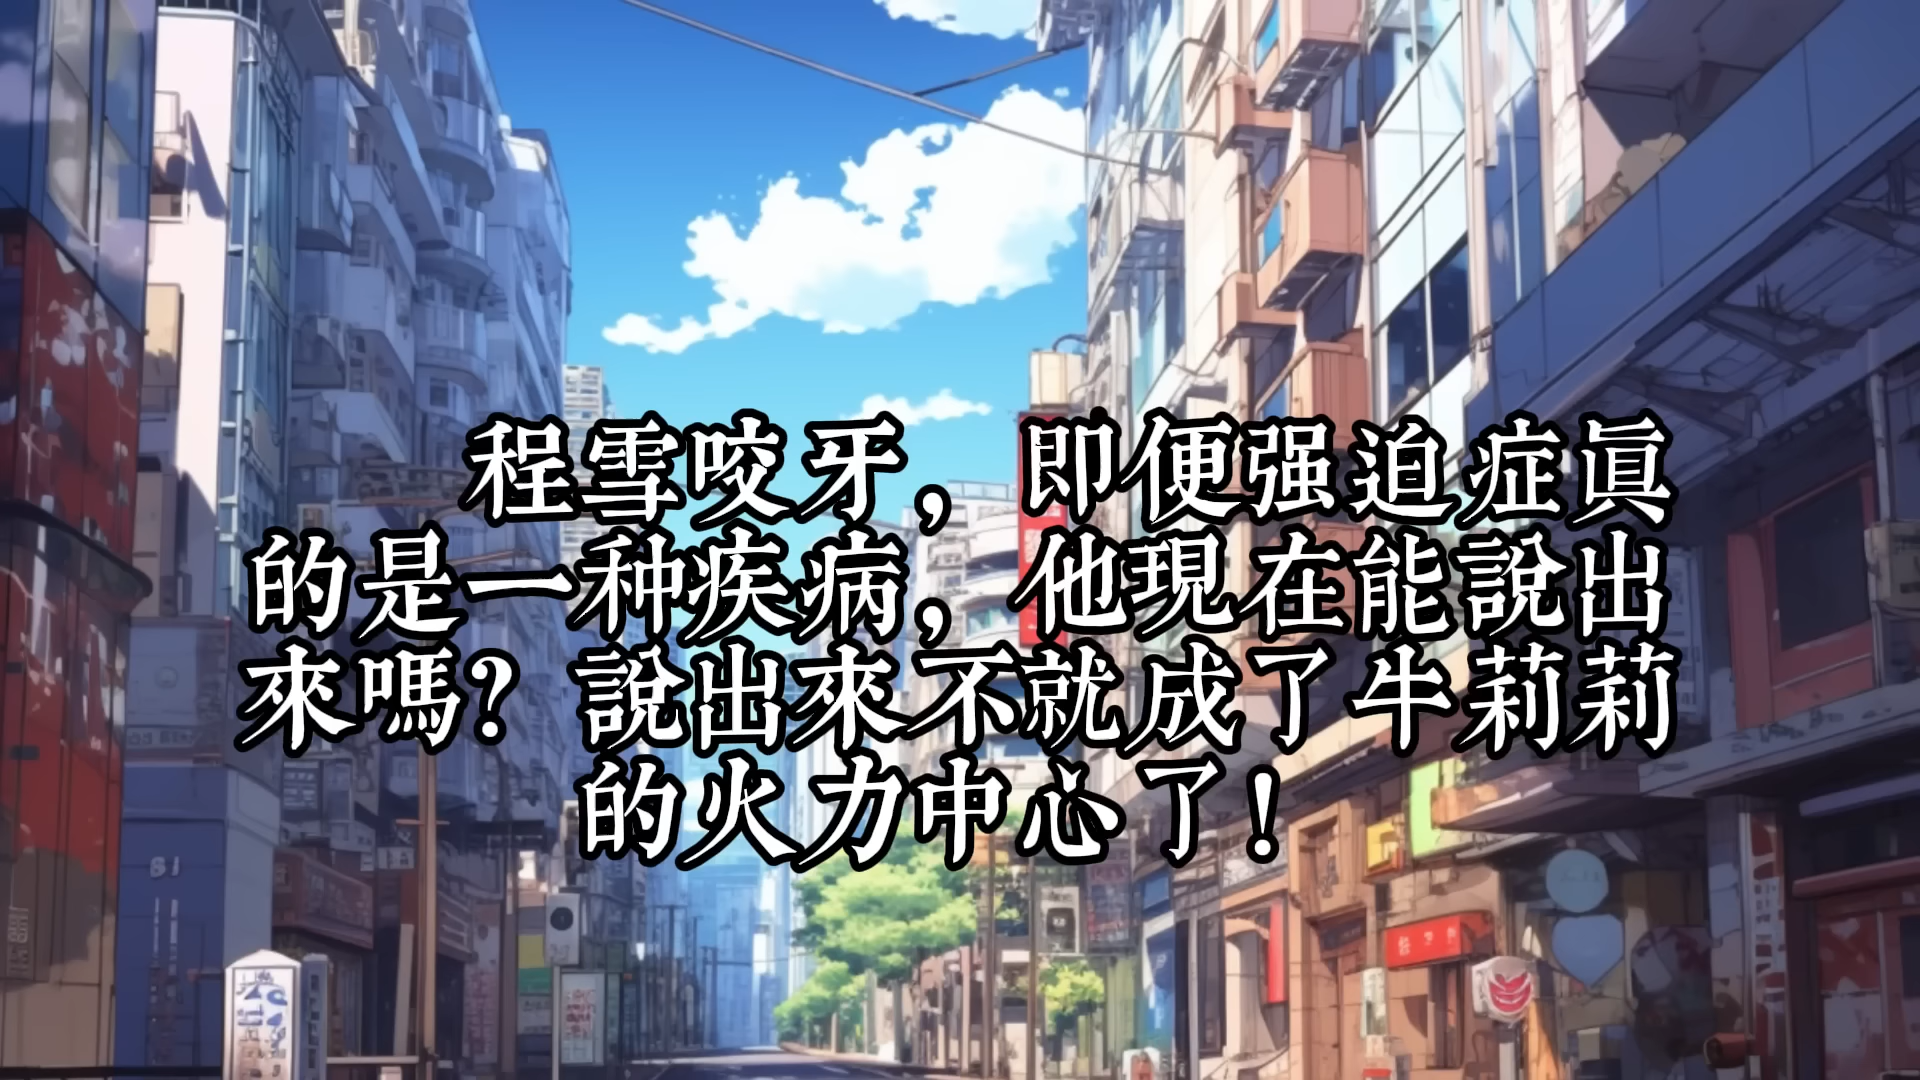 程雪咬牙，即便强迫症眞
的是一种疾病，他現在能說出
來嗎？說出來不就成了牛莉莉
的火力中心了！